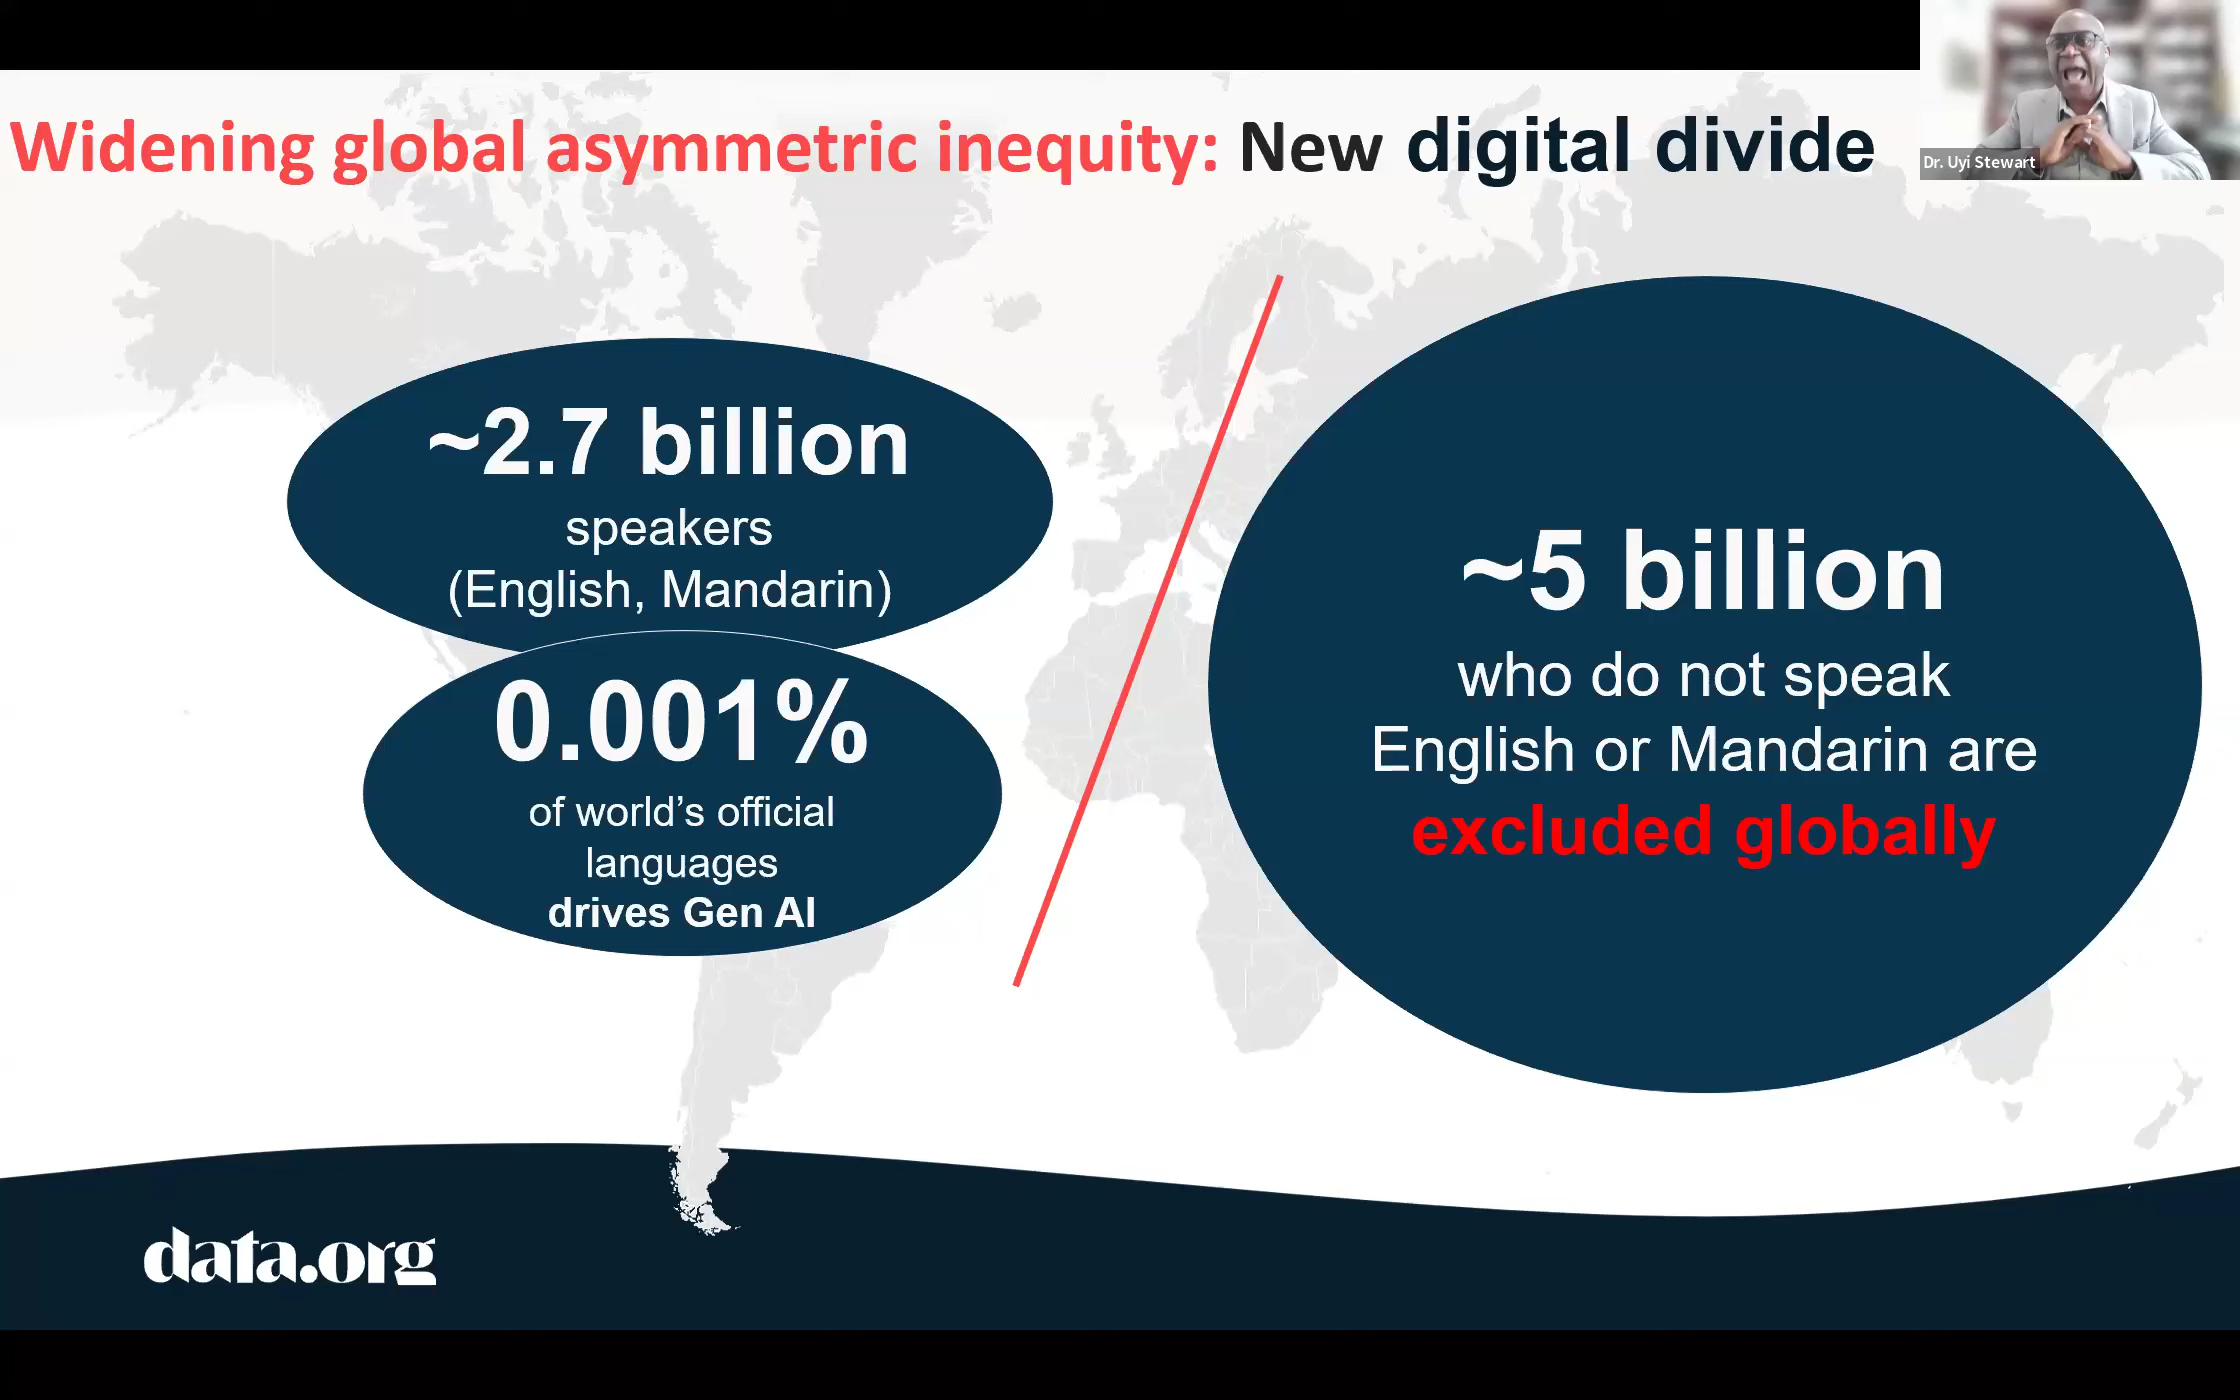 Widening global asymmetric inequity: New digital divide
Dr. Uyi Stewart
~2.7 billion
speakers
(English, Mandarin)
0.001%
of world's official
languages
drives Gen AI
~5 billion
who do not speak
English or Mandarin are
excluded globally
data.org